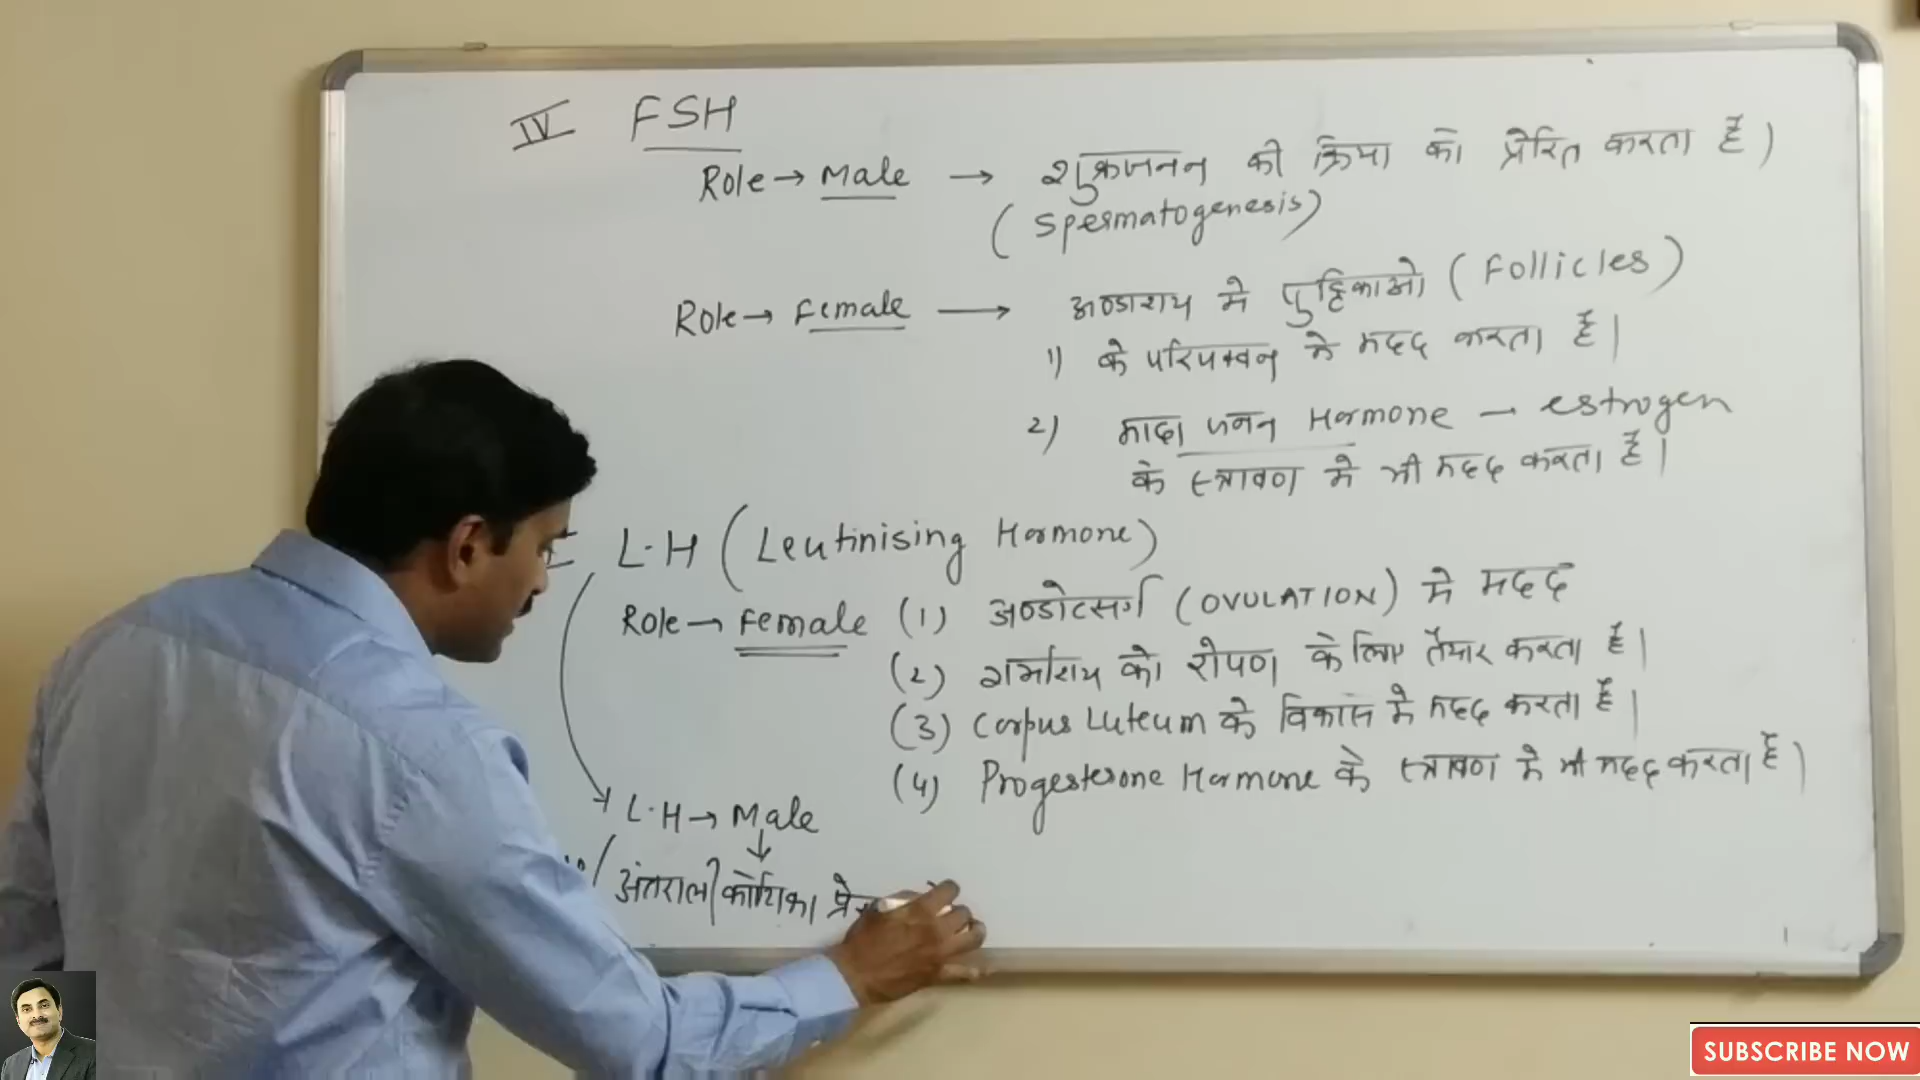 IV FSH
Role → Male → शुक्रजनन की क्रिया को प्रेरित करता है।
(Spermatogenesis)
Role → Female → अण्डाशय मे पुट्टिकाओ (Follicles)
1) के परिपक्वन मे मदद करता है।
2) मादा जनन Hormone - estrogen
के स्त्रावण मे भी मदद करता है।
L.H (Leutinising Hormone)
Role → Female (1) अण्डोत्सर्ग (OVULATION) मे मदद
(2) गर्भाशय को रोपण के लिए तैयार करता है।
(3) Corpus Luteum के विकास मे मदद करता है।
(4) Progesterone Hormone के स्त्रावण मे भी मदद करता है।
L.H → Male
(अंतराली कोशिका
SUBSCRIBE NOW